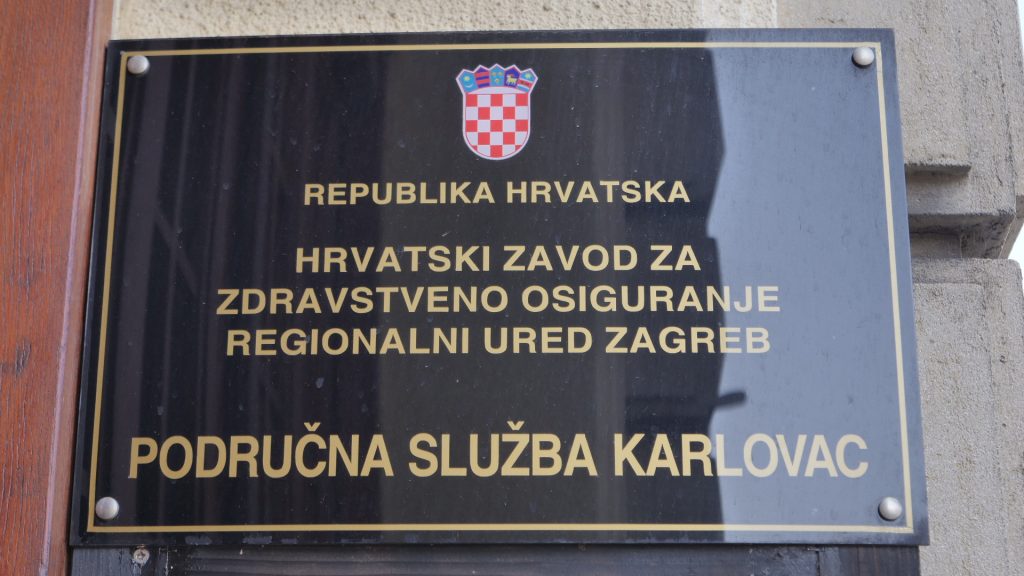 REPUBLIKA HRVATSKA
HRVATSKI ZAVOD ZA
ZDRAVSTVENO OSIGURANJE
REGIONALNI URED ZAGREB
PODRUČNA SLUŽBA KARLOVAC